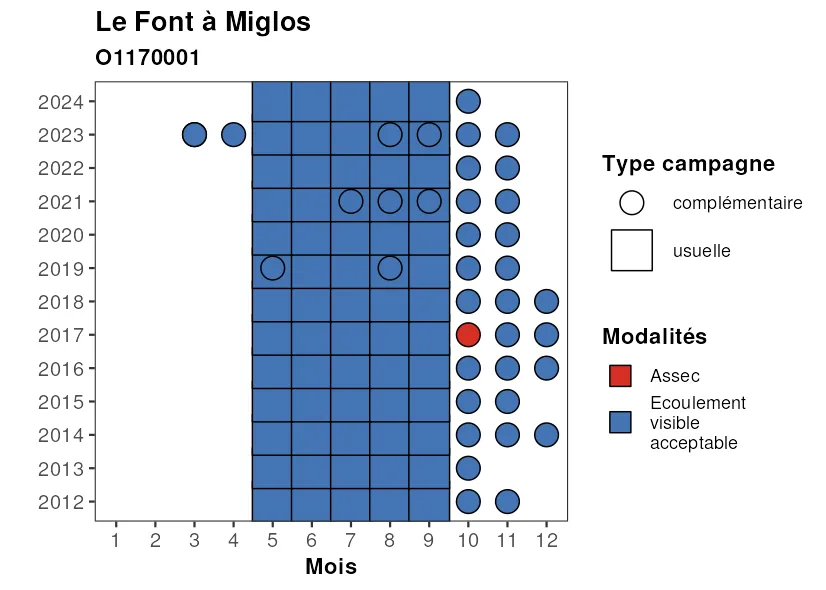 Le Font à Miglos
O1170001
2024
2023
2022
2021
2020
2019
2018
2017
2016
2015
2014
2013
2012
1 2 3 4 5 6 7 8 9 10 11 12
Mois
Type campagne
complémentaire
usuelle
Modalités
Assec
Ecoulement
visible
acceptable